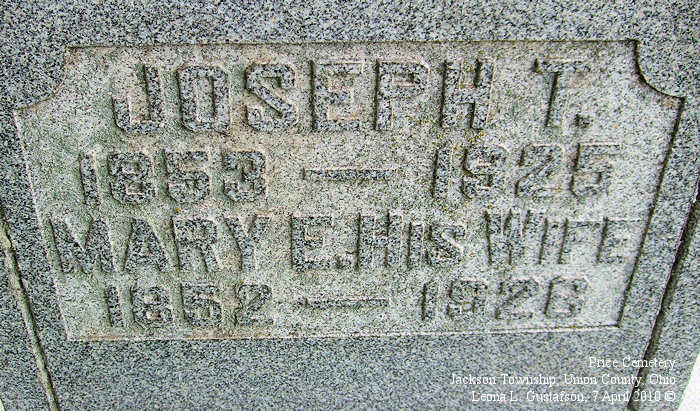 JOSEPH T.
1853 — 1925
MARY E. HIS WIFE
1852 — 1926
Price Cemetery
Jackson Township, Union County, Ohio
Leona L. Gustafson, 7 April 2010 ©